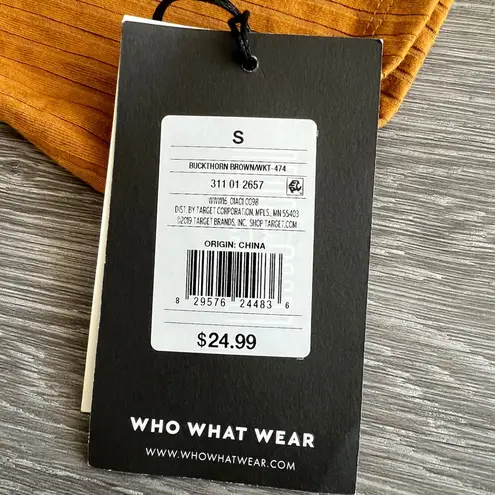 S
BUCKTHORN BROWN/WKT-474
311 01 2657
DIST. BY TARGET CORPORATION, MPLS., MN 55403
©2019 TARGET BRANDS, INC. SHOP TARGET.COM
ORIGIN: CHINA
8 29576 24483 6
$24.99
WHO WHAT WEAR
WWW.WHOWHATWEAR.COM